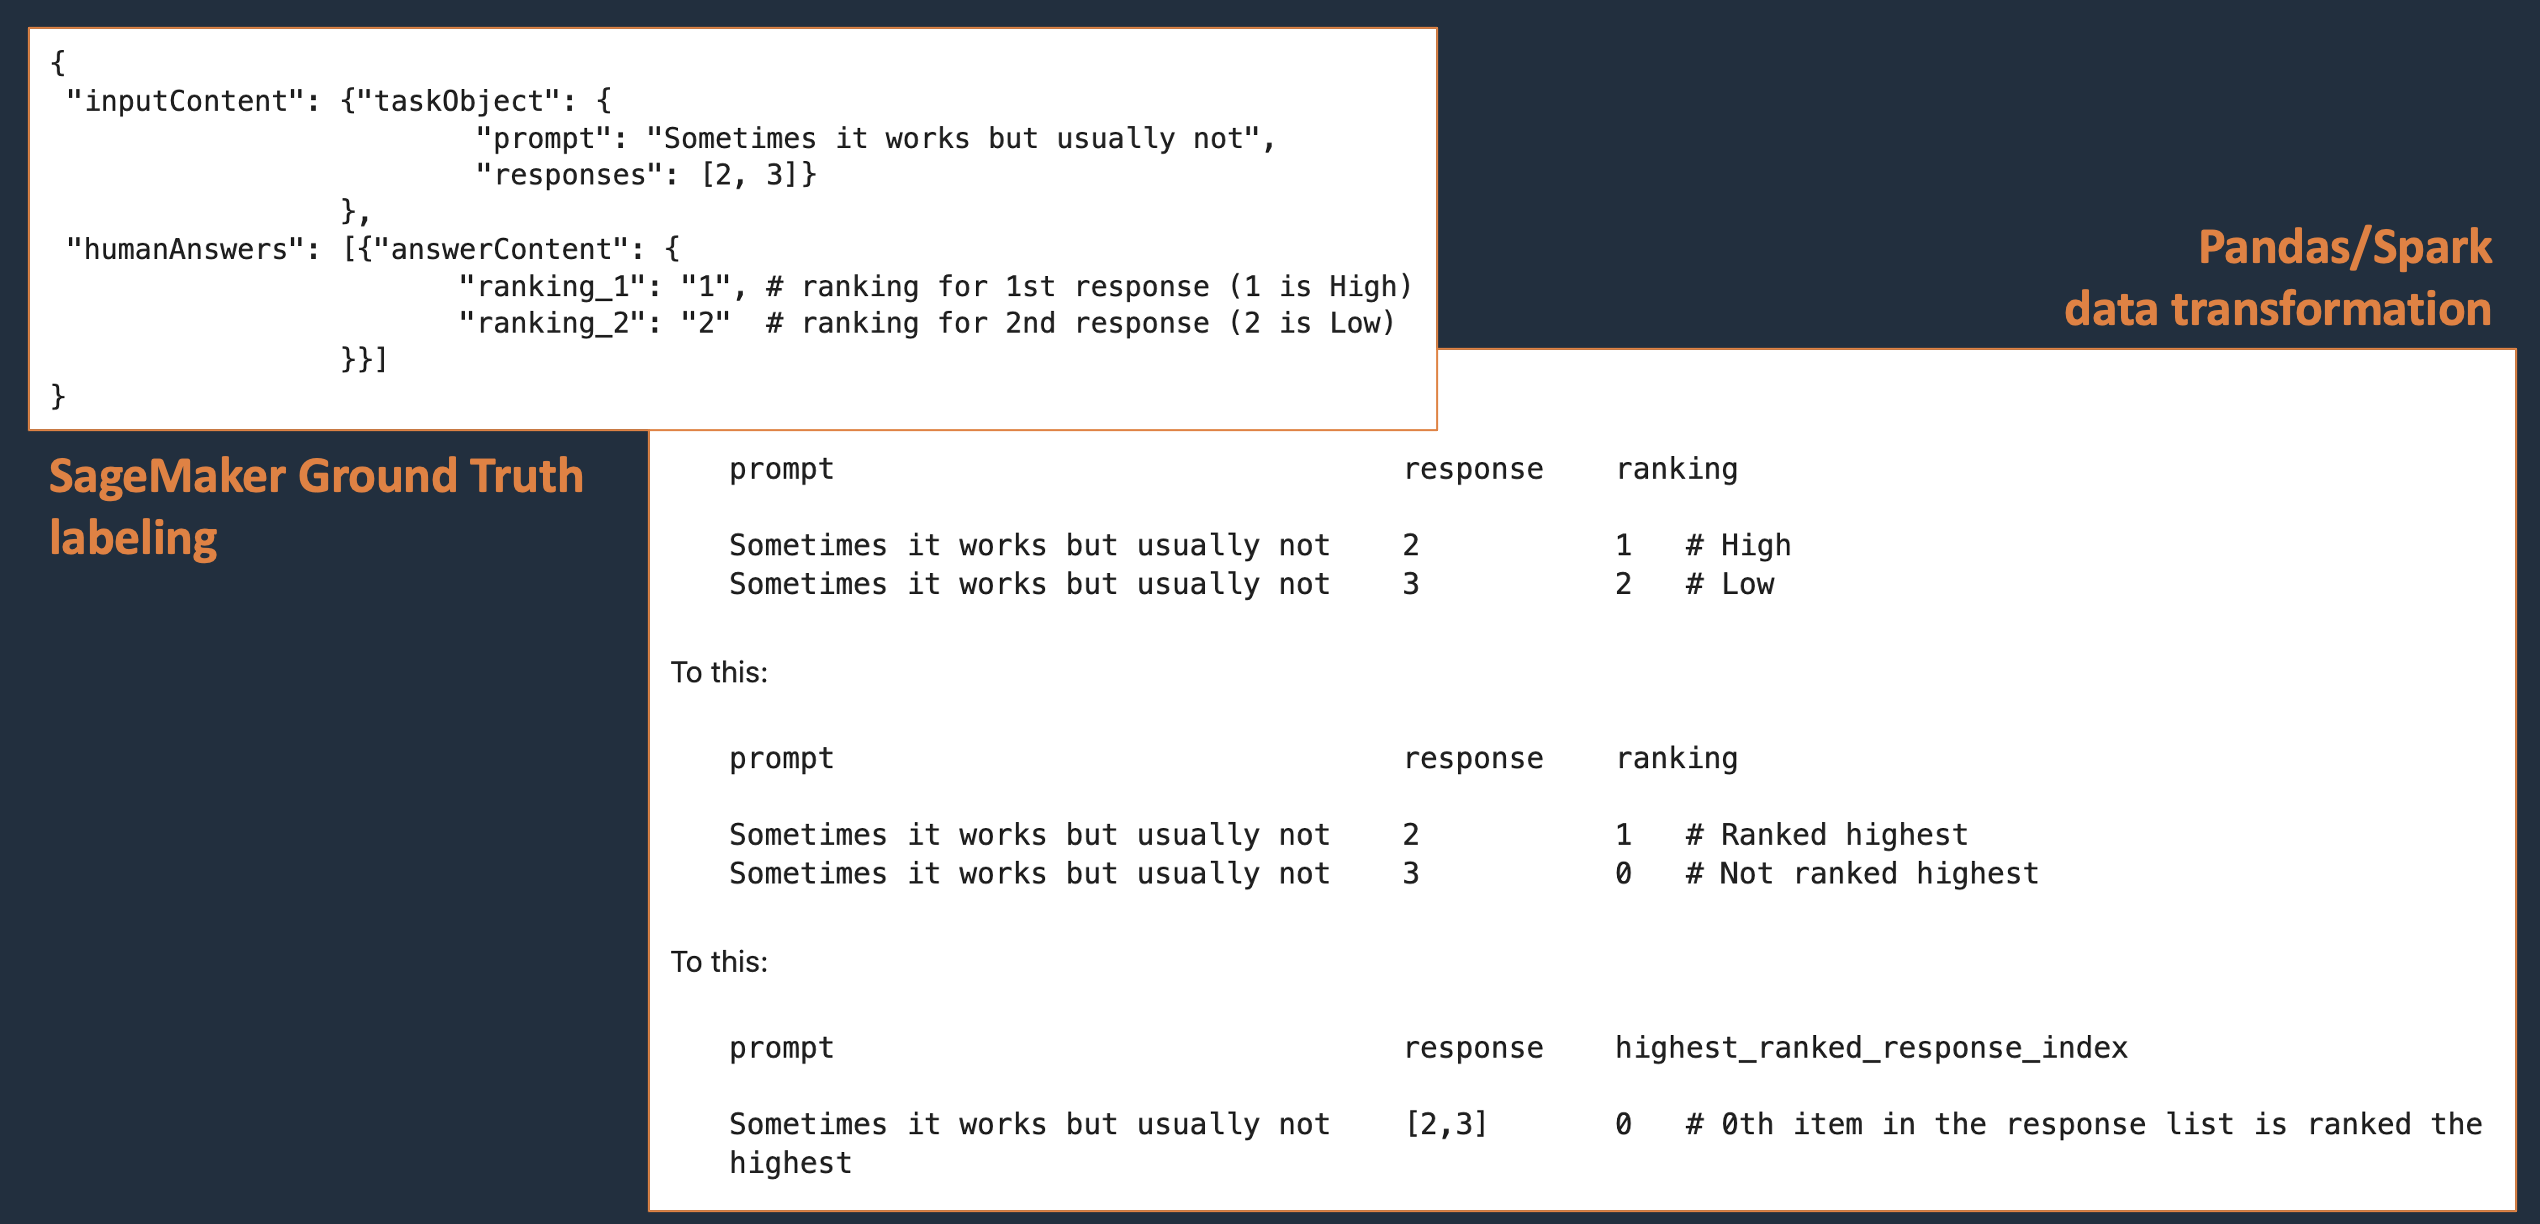 {
"inputContent": {"taskObject": {
"prompt": "Sometimes it works but usually not",
"responses": [2, 3]}
},
"humanAnswers": [{"answerContent": {
"ranking_1": "1", # ranking for 1st response (1 is High)
"ranking_2": "2" # ranking for 2nd response (2 is Low)
}}]
}
SageMaker Ground Truth
labeling
Pandas/Spark
data transformation
prompt response ranking
Sometimes it works but usually not 2 1 # High
Sometimes it works but usually not 3 2 # Low
To this:
prompt response ranking
Sometimes it works but usually not 2 1 # Ranked highest
Sometimes it works but usually not 3 0 # Not ranked highest
To this:
prompt response highest_ranked_response_index
Sometimes it works but usually not [2,3] 0 # 0th item in the response list is ranked the
highest